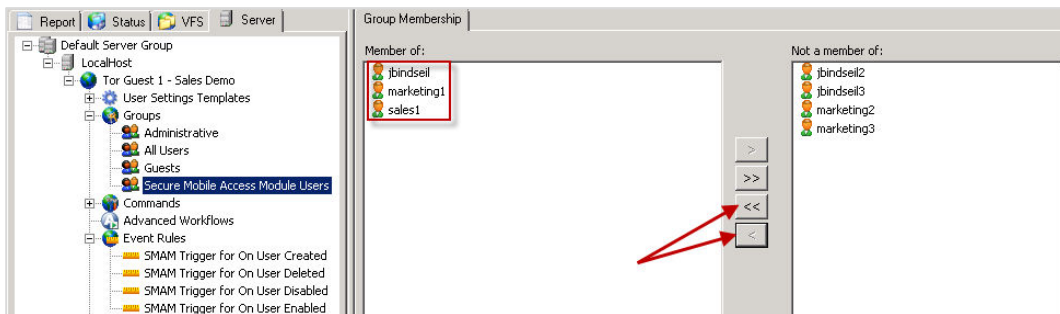 Report
Status
VFS
Server
Default Server Group
LocalHost
Tor Guest 1 - Sales Demo
User Settings Templates
Groups
Administrative
All Users
Guests
Secure Mobile Access Module Users
Commands
Advanced Workflows
Event Rules
SMAM Trigger for On User Created
SMAM Trigger for On User Deleted
SMAM Trigger for On User Disabled
SMAM Trigger for On User Enabled
Group Membership
Member of:
jbindseil
marketing1
sales1
>
>>
<<
<
Not a member of:
jbindseil2
jbindseil3
marketing2
marketing3